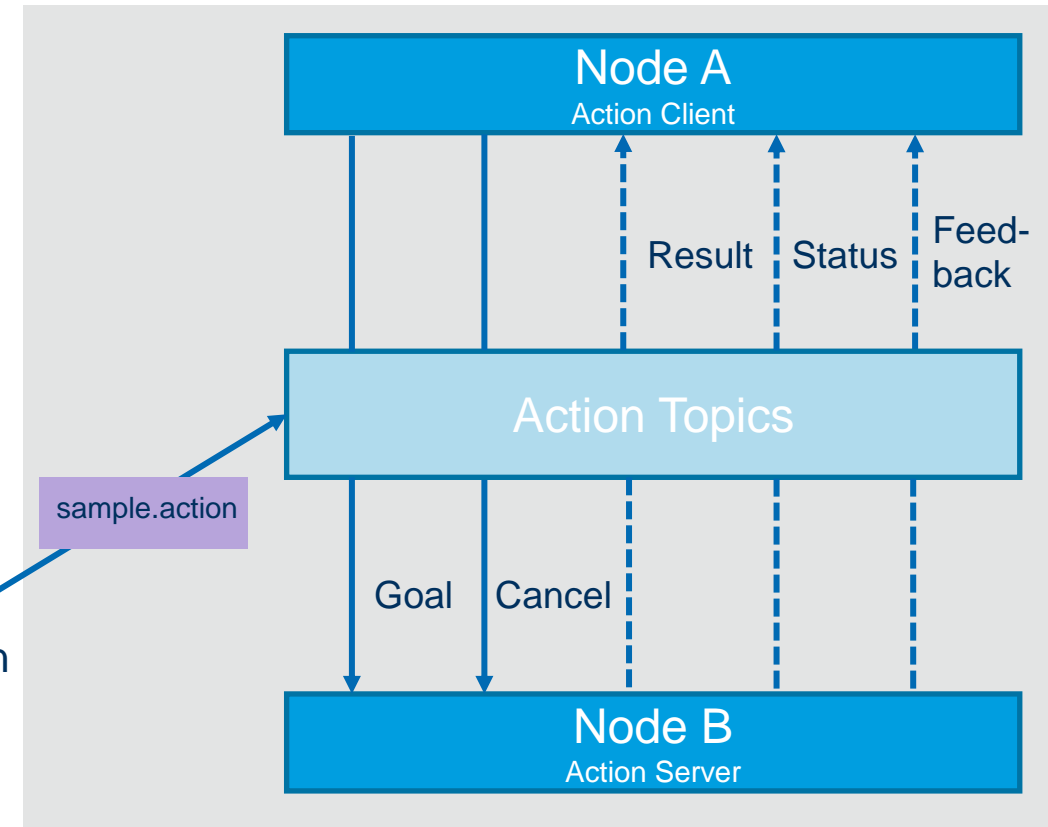 Node A
Action Client
Result
Status
Feed-
back
Action Topics
sample.action
Goal
Cancel
n
Node B
Action Server